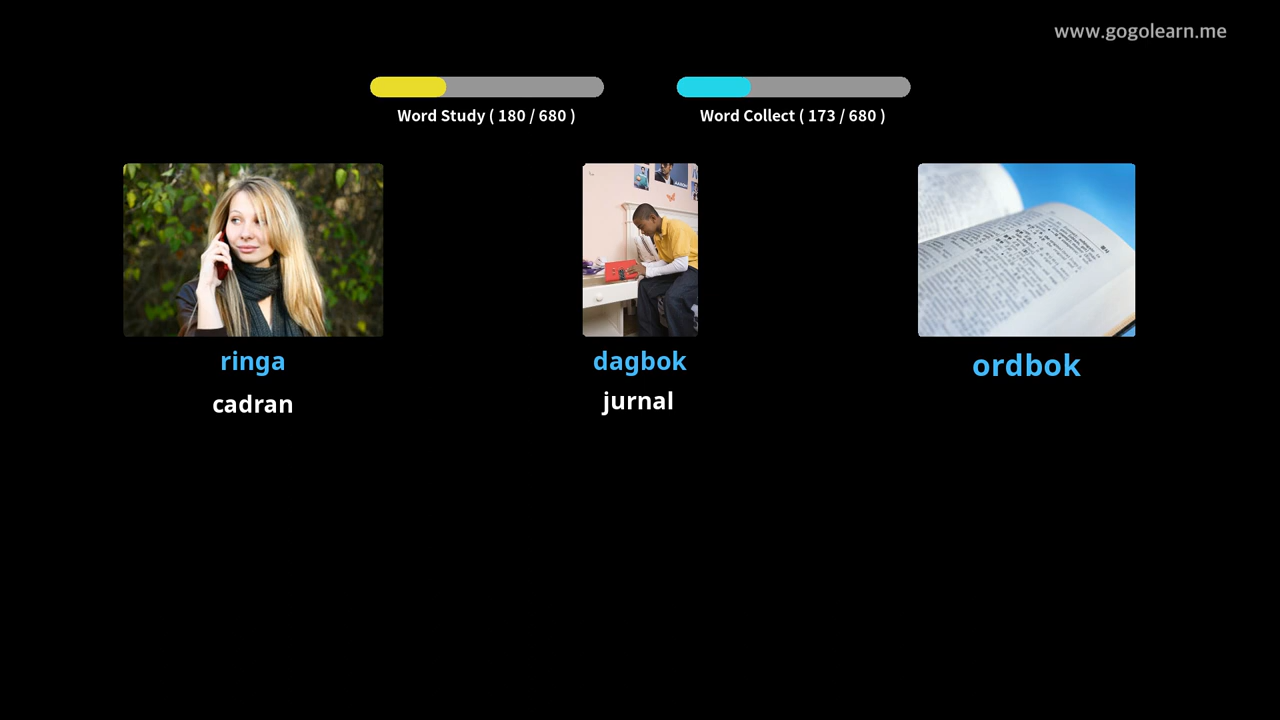 www.gogolearn.me
Word Study ( 180 / 680 )
Word Collect ( 173 / 680 )
ringa
dagbok
ordbok
cadran
jurnal